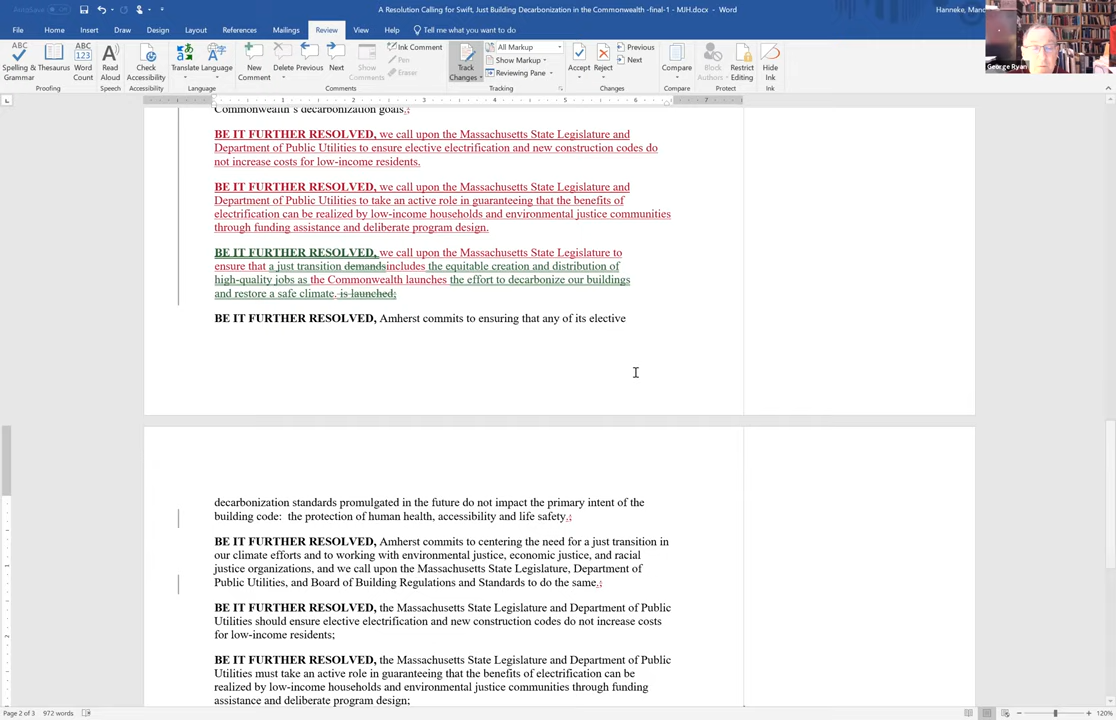 AutoSave Off
A Resolution Calling for Swift, Just Building Decarbonization in the Commonwealth -final-1 - MJH.docx - Word
Hanneke, Man
File Home Insert Draw Design Layout References Mailings Review View Help Tell me what you want to do
Spelling & Grammar
Thesaurus
Word Count
Read Aloud
Check Accessibility
Translate
Language
New Comment
Delete
Previous
Next
Show Comments
Ink Comment
Pen
Eraser
Track Changes
All Markup
Show Markup
Reviewing Pane
Accept
Reject
Previous
Next
Compare
Block Authors
Restrict Editing
Hide Ink
Proofing Speech Accessibility Language Comments Tracking Changes Compare Protect Ink
George Ryan
1 2 3 4 5 6 7
Commonwealth's decarbonization goals.;
BE IT FURTHER RESOLVED, we call upon the Massachusetts State Legislature and
Department of Public Utilities to ensure elective electrification and new construction codes do
not increase costs for low-income residents.
BE IT FURTHER RESOLVED, we call upon the Massachusetts State Legislature and
Department of Public Utilities to take an active role in guaranteeing that the benefits of
electrification can be realized by low-income households and environmental justice communities
through funding assistance and deliberate program design.
BE IT FURTHER RESOLVED, we call upon the Massachusetts State Legislature to
ensure that a just transition demandsincludes the equitable creation and distribution of
high-quality jobs as the Commonwealth launches the effort to decarbonize our buildings
and restore a safe climate. is launched;
BE IT FURTHER RESOLVED, Amherst commits to ensuring that any of its elective
decarbonization standards promulgated in the future do not impact the primary intent of the
building code: the protection of human health, accessibility and life safety.;
BE IT FURTHER RESOLVED, Amherst commits to centering the need for a just transition in
our climate efforts and to working with environmental justice, economic justice, and racial
justice organizations, and we call upon the Massachusetts State Legislature, Department of
Public Utilities, and Board of Building Regulations and Standards to do the same.;
BE IT FURTHER RESOLVED, the Massachusetts State Legislature and Department of Public
Utilities should ensure elective electrification and new construction codes do not increase costs
for low-income residents;
BE IT FURTHER RESOLVED, the Massachusetts State Legislature and Department of Public
Utilities must take an active role in guaranteeing that the benefits of electrification can be
realized by low-income households and environmental justice communities through funding
assistance and deliberate program design;
Page 2 of 3 972 words
120%